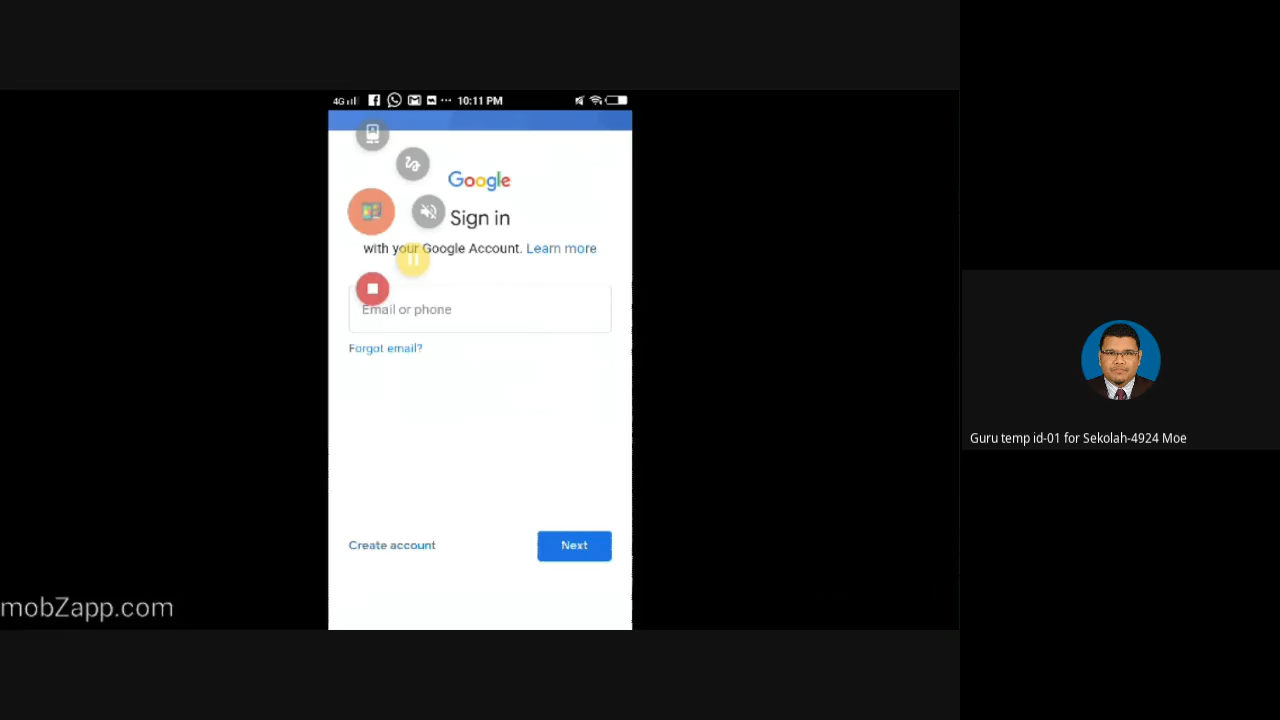 4G
10:11 PM
Google
Sign in
with your Google Account. Learn more
Email or phone
Forgot email?
Create account
Next
mobZapp.com
Guru temp id-01 for Sekolah-4924 Moe